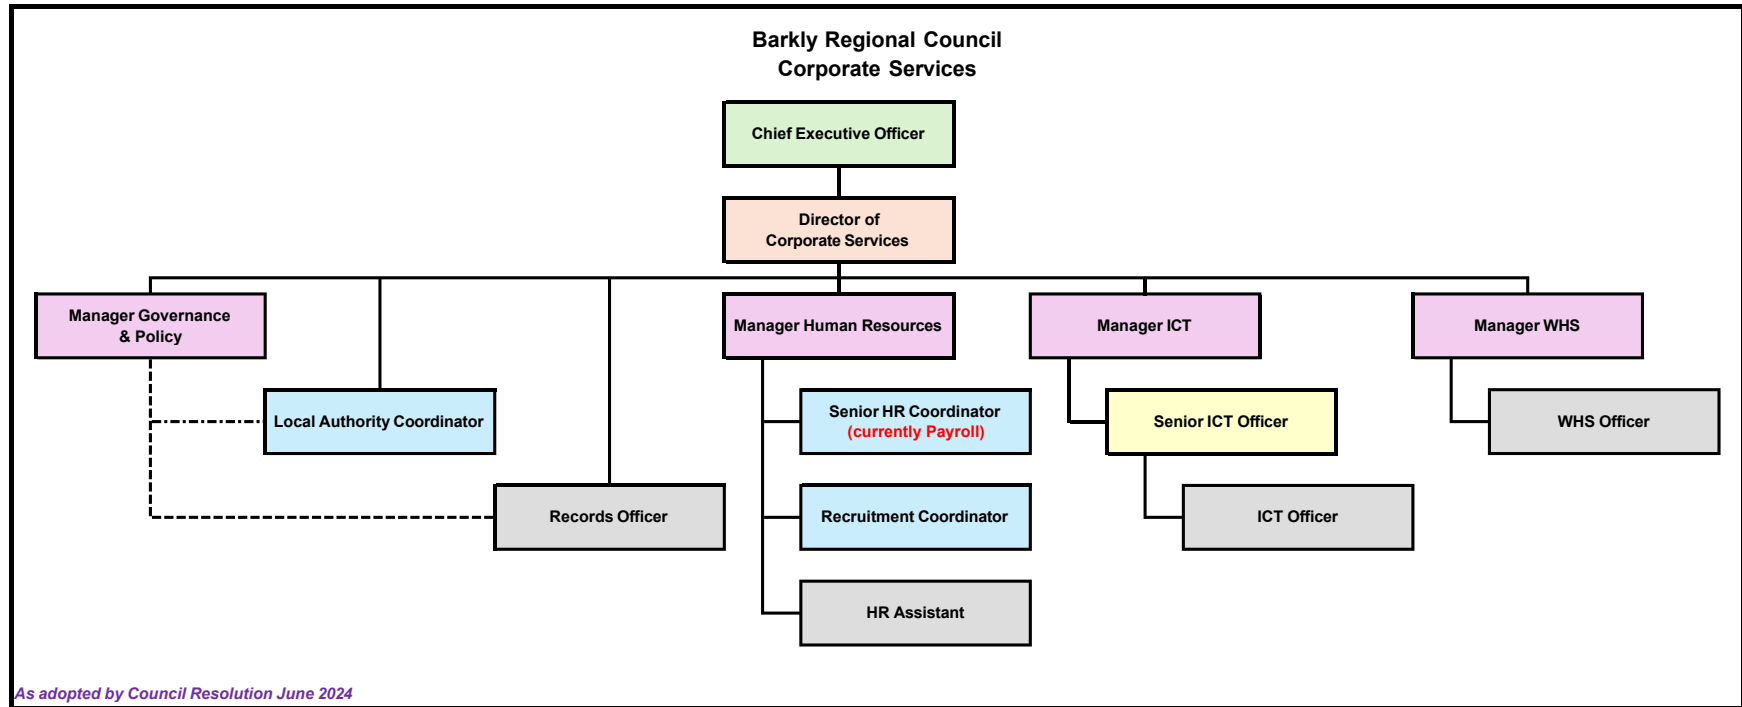 Barkly Regional Council
Corporate Services
Chief Executive Officer
Director of
Corporate Services
Manager Governance
& Policy
Manager Human Resources
Manager ICT
Manager WHS
Local Authority Coordinator
Senior HR Coordinator
(currently Payroll)
Senior ICT Officer
WHS Officer
Records Officer
Recruitment Coordinator
ICT Officer
HR Assistant
As adopted by Council Resolution June 2024